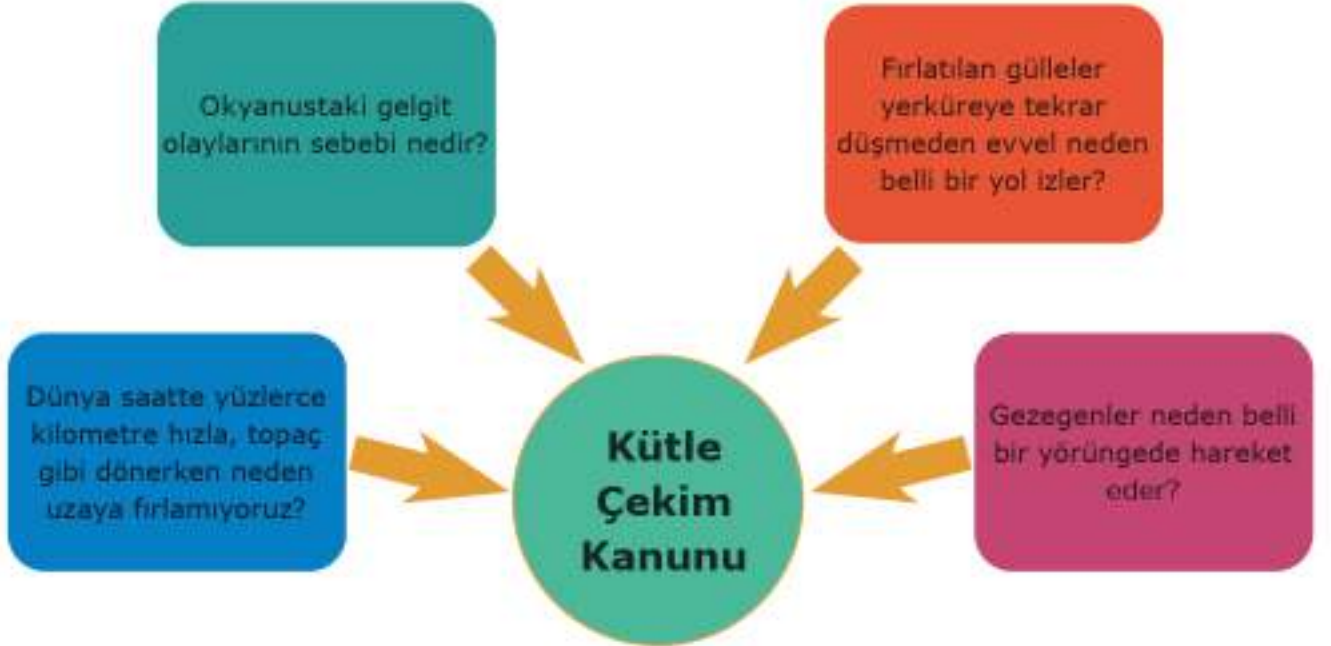 Okyanustaki gelgit
olaylarının sebebi nedir?
Fırlatılan gülleler
yerküreye tekrar
düşmeden evvel neden
belli bir yol izler?
Dünya saatte yüzlerce
kilometre hızla, topaç
gibi dönerken neden
uzaya fırlamıyoruz?
Gezegenler neden belli
bir yörüngede hareket
eder?
Kütle
Çekim
Kanunu